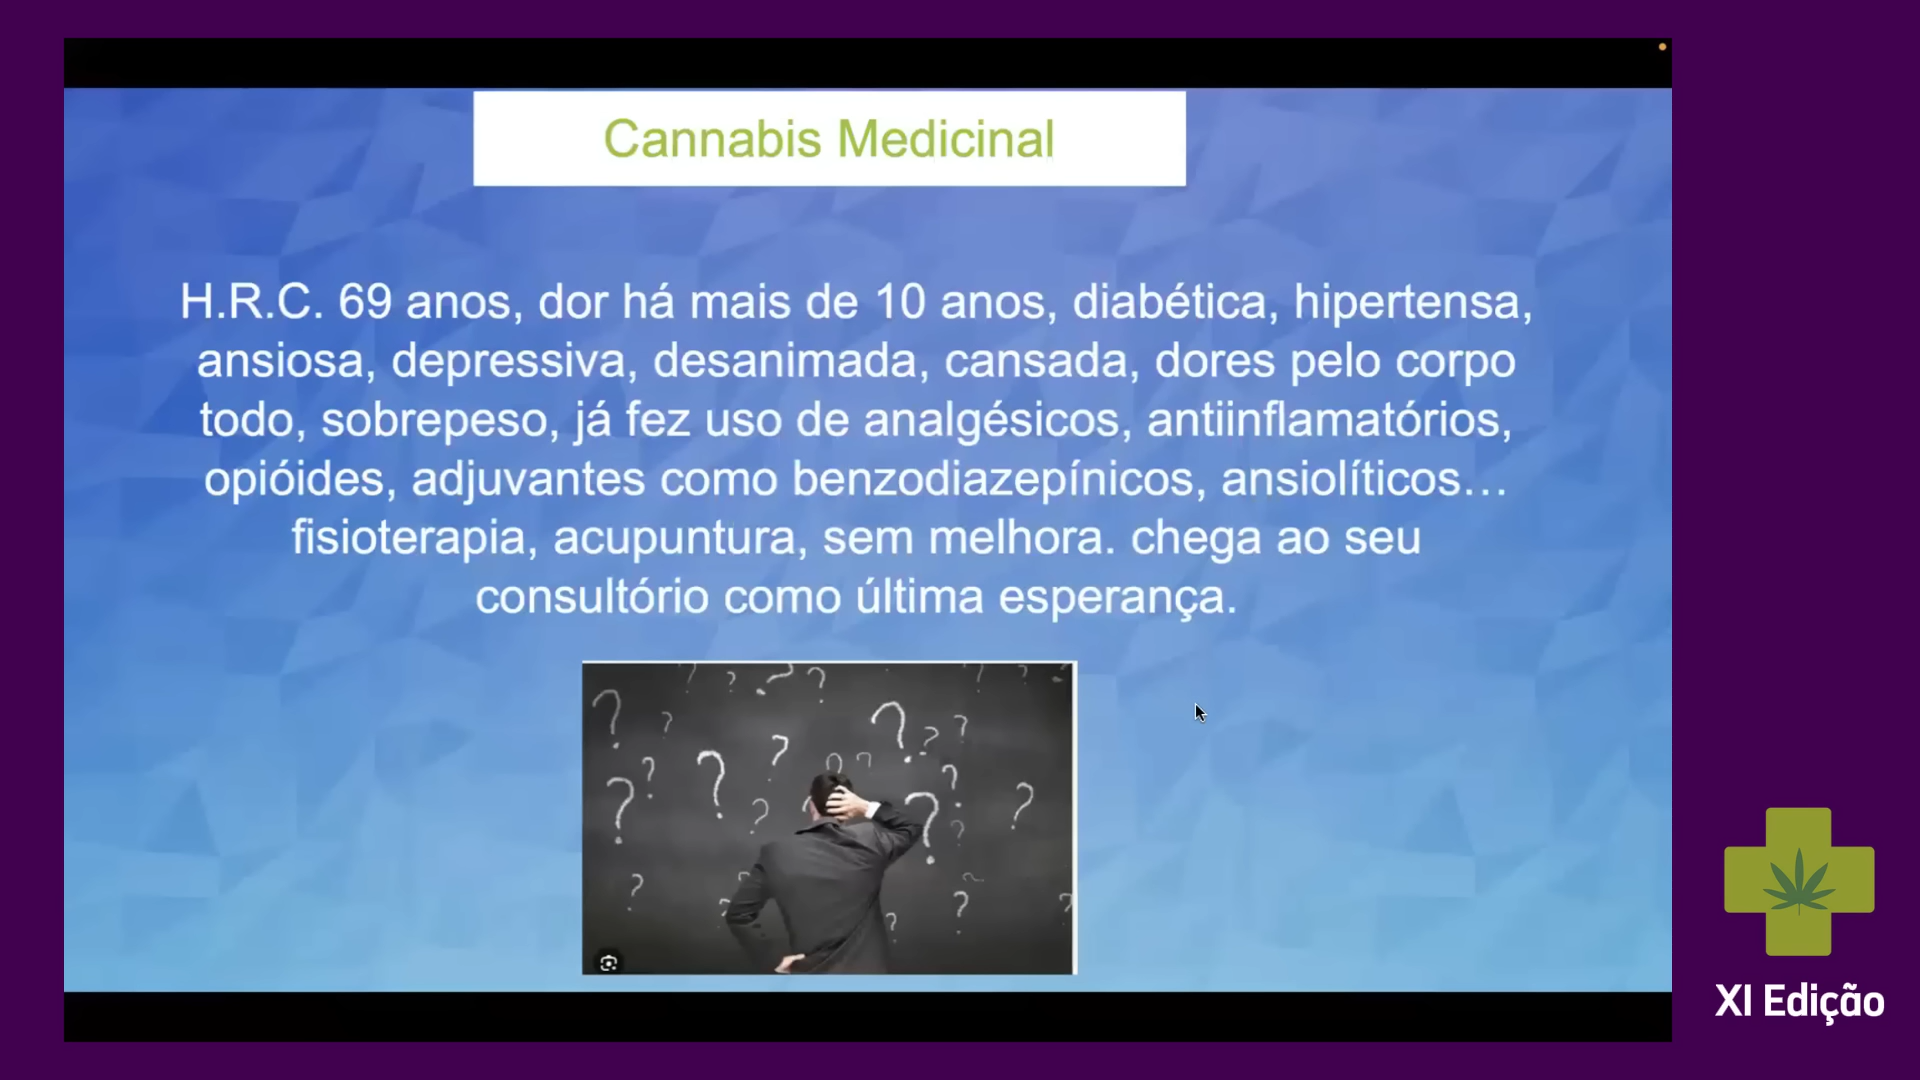 Cannabis Medicinal
H.R.C. 69 anos, dor há mais de 10 anos, diabética, hipertensa,
ansiosa, depressiva, desanimada, cansada, dores pelo corpo
todo, sobrepeso, já fez uso de analgésicos, antiinflamatórios,
opióides, adjuvantes como benzodiazepínicos, ansiolíticos…
fisioterapia, acupuntura, sem melhora. chega ao seu
consultório como última esperança.
XI Edição